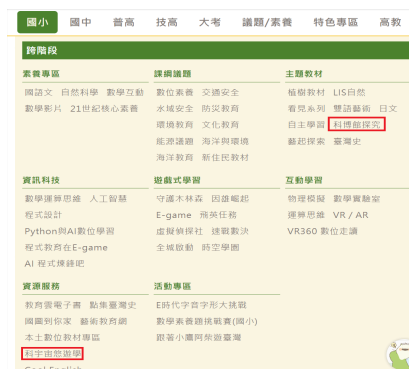 國小 國中 普高 技高 大考 議題/素養 特色專區 高教
跨階段
素養專區
國語文 自然科學 數學互動
數學影片 21世紀核心素養
課綱議題
數位素養 交通安全
水域安全 防災教育
環境教育 文化教育
能源議題 海洋與環境
海洋教育 新住民教材
主題教材
植樹教材 LIS自然
看見系列 雙語藝術 日文
自主學習 科博館探究
藝起探索 臺灣史
資訊科技
數學運算思維 人工智慧
程式設計
Python與AI數位學習
程式教育在E-game
AI 程式煉錢吧
遊戲式學習
守護木林森 因雄崛起
E-game 飛英任務
虛擬偵探社 速戰數決
全城啟動 時空學園
互動學習
物理模擬 數學實驗室
運算思維 VR / AR
VR360 數位走讀
資源服務
教育雲電子書 點集臺灣史
國圖到你家 藝術教育網
本土數位教材專區
科宇宙悠遊學
Cool English
活動專區
E時代字音字形大挑戰
數學素養題挑戰賽(國小)
跟著小鷹阿柴遊臺灣